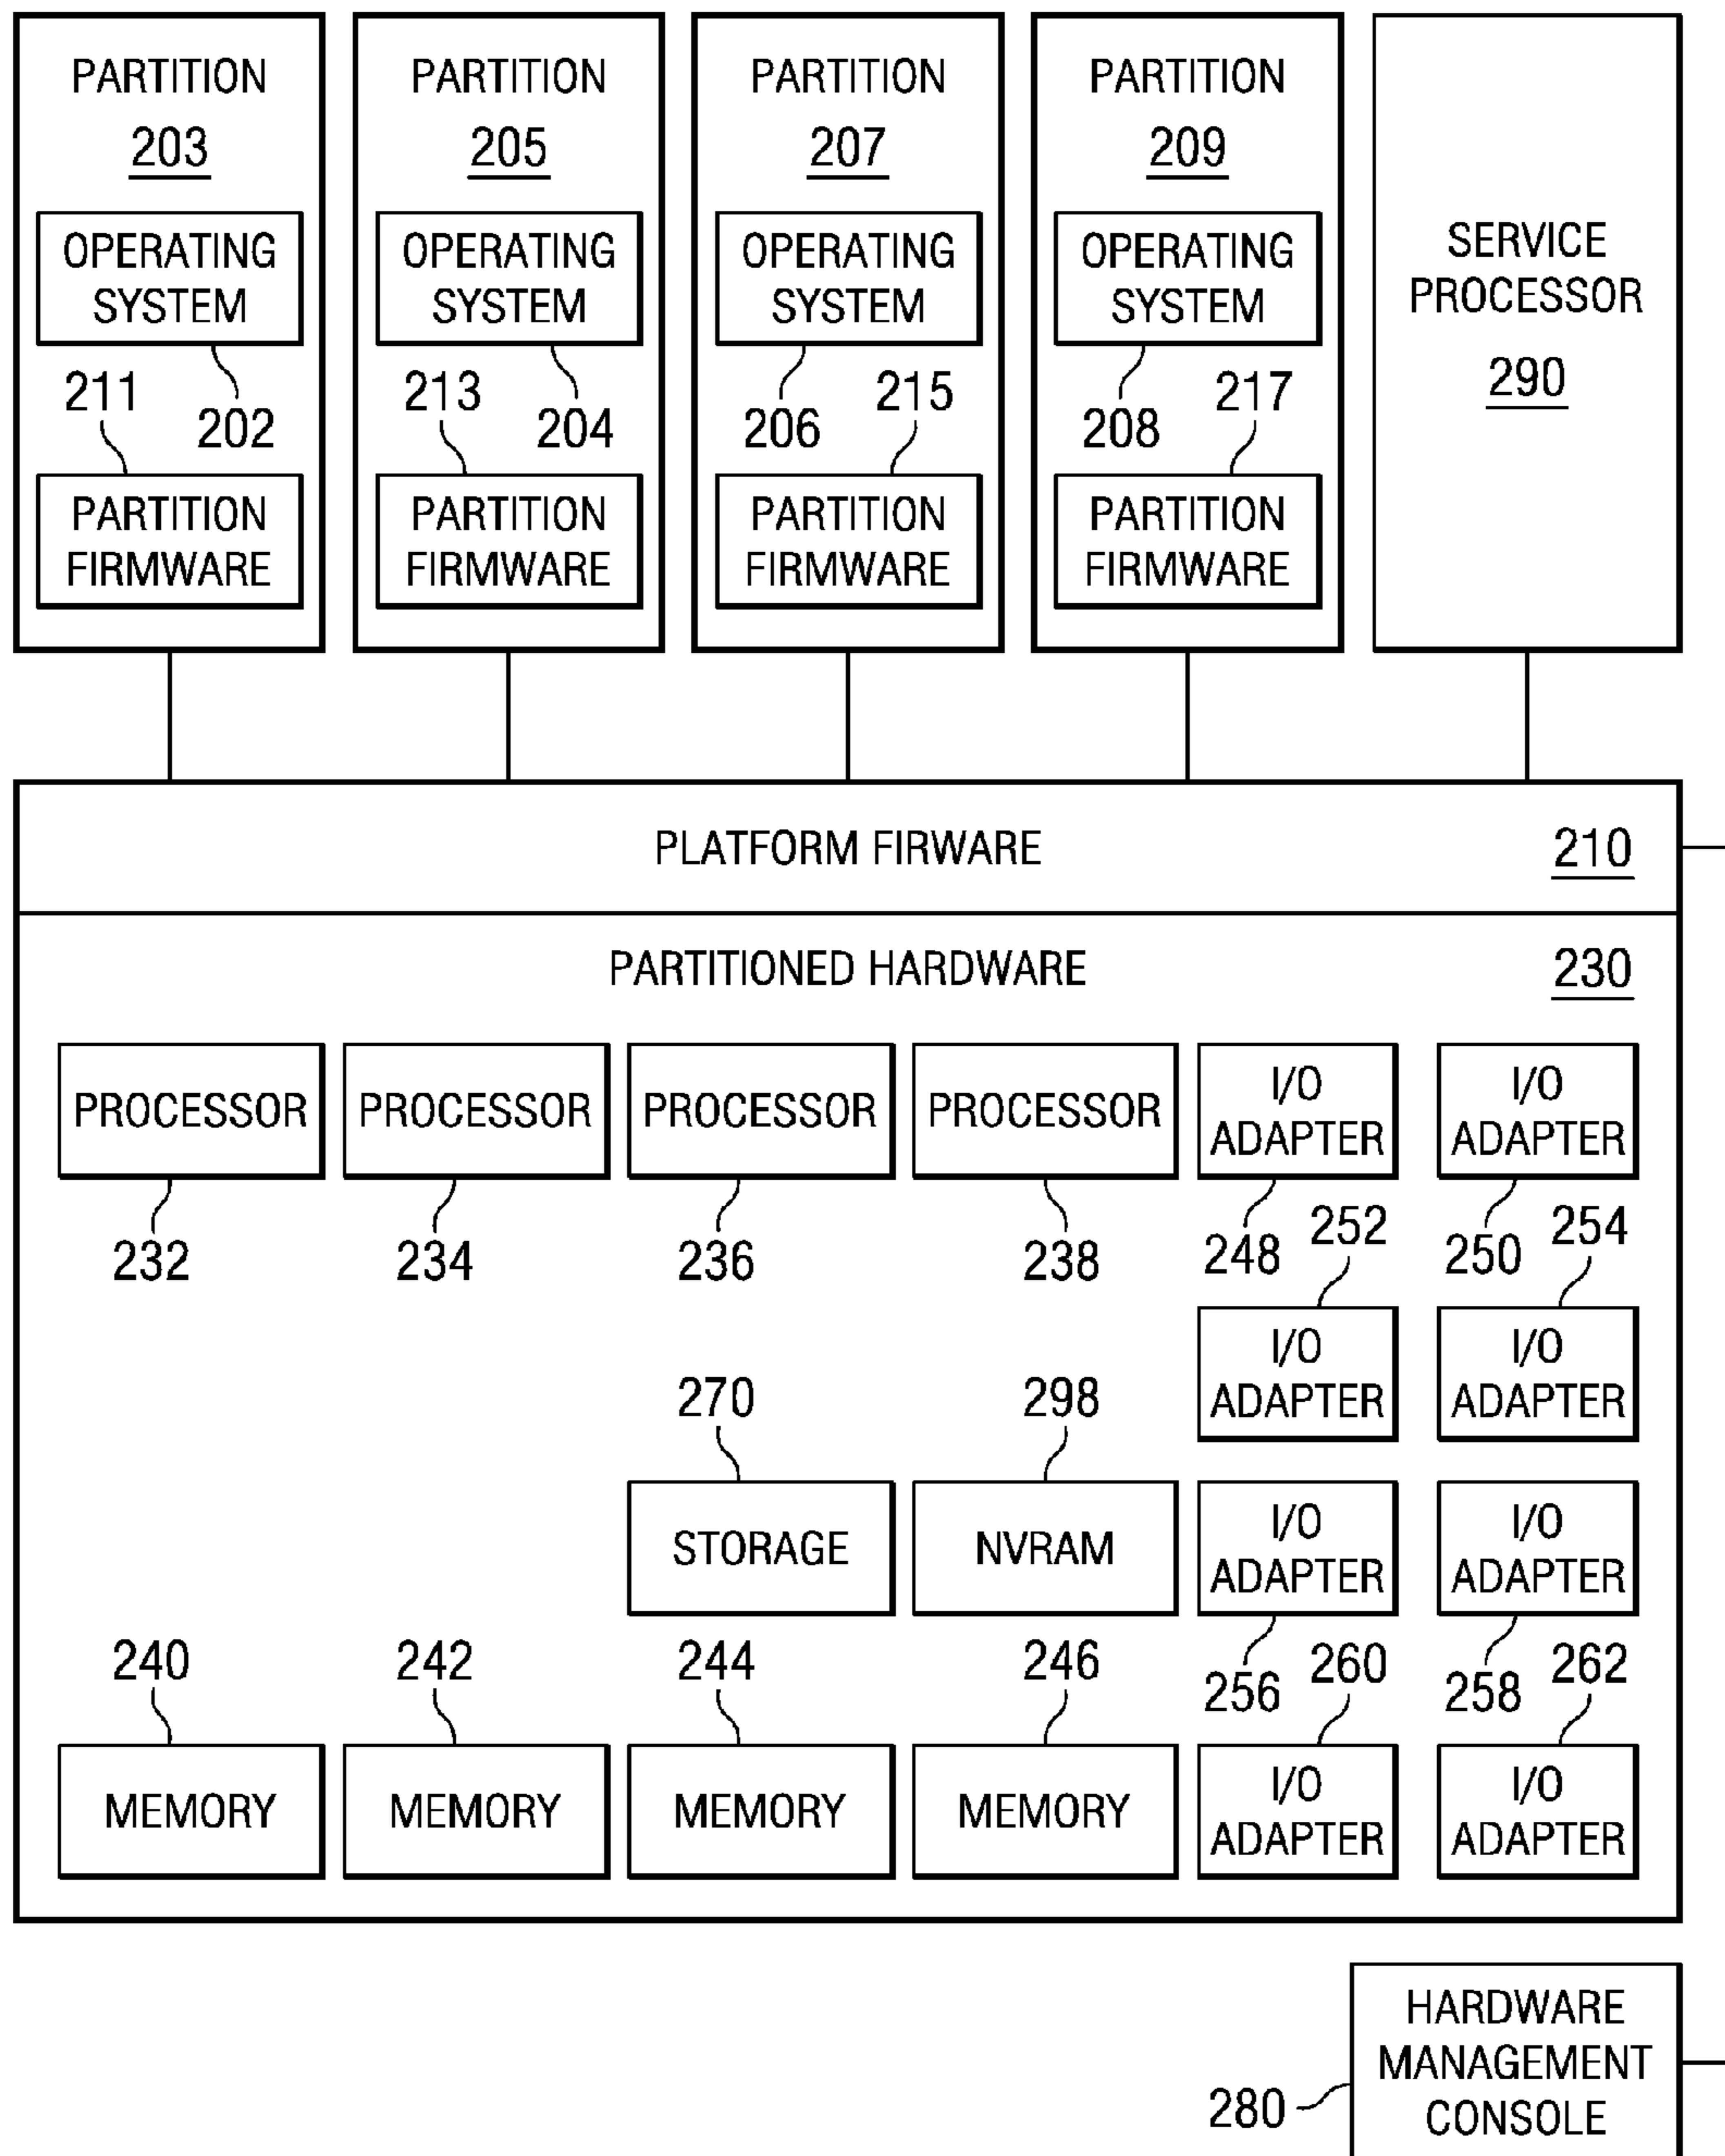 PARTITION
203
OPERATING
SYSTEM
211
202
PARTITION
FIRMWARE
PARTITION
205
OPERATING
SYSTEM
213
204
PARTITION
FIRMWARE
PARTITION
207
OPERATING
SYSTEM
206
215
PARTITION
FIRMWARE
PARTITION
209
OPERATING
SYSTEM
208
217
PARTITION
FIRMWARE
SERVICE
PROCESSOR
290
PLATFORM FIRWARE
210
PARTITIONED HARDWARE
230
PROCESSOR
232
PROCESSOR
234
PROCESSOR
236
PROCESSOR
238
I/O
ADAPTER
248
I/O
ADAPTER
250
252
I/O
ADAPTER
254
I/O
ADAPTER
270
STORAGE
298
NVRAM
I/O
ADAPTER
256
I/O
ADAPTER
258
240
MEMORY
242
MEMORY
244
MEMORY
246
MEMORY
260
I/O
ADAPTER
262
I/O
ADAPTER
280
HARDWARE
MANAGEMENT
CONSOLE